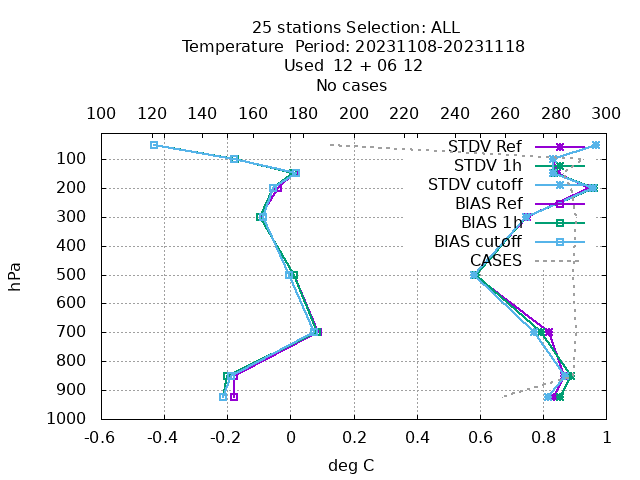 25 stations Selection: ALL
Temperature  Period: 20231108-20231118
Used  12 + 06 12
No cases
100 120 140 160 180 200 220 240 260 280 300
STDV Ref
STDV 1h
STDV cutoff
BIAS Ref
BIAS 1h
BIAS cutoff
CASES
100
200
300
400
500
600
700
800
900
1000
hPa
-0.6 -0.4 -0.2 0 0.2 0.4 0.6 0.8 1
deg C